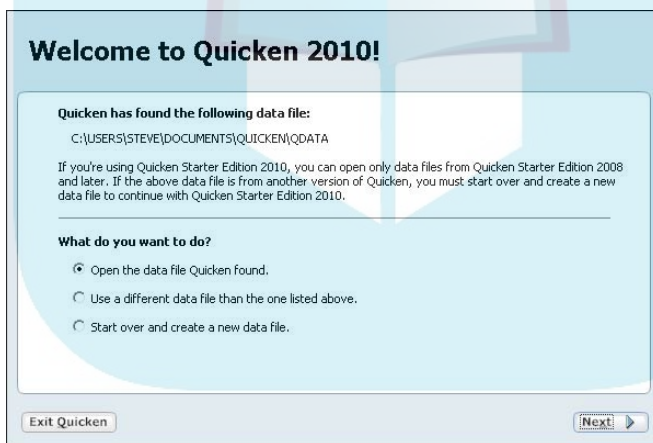 Welcome to Quicken 2010!
Quicken has found the following data file:
C:\USERS\STEVE\DOCUMENTS\QUICKEN\QDATA
If you're using Quicken Starter Edition 2010, you can open only data files from Quicken Starter Edition 2008
and later. If the above data file is from another version of Quicken, you must start over and create a new
data file to continue with Quicken Starter Edition 2010.
What do you want to do?
Open the data file Quicken found.
Use a different data file than the one listed above.
Start over and create a new data file.
Exit Quicken
Next